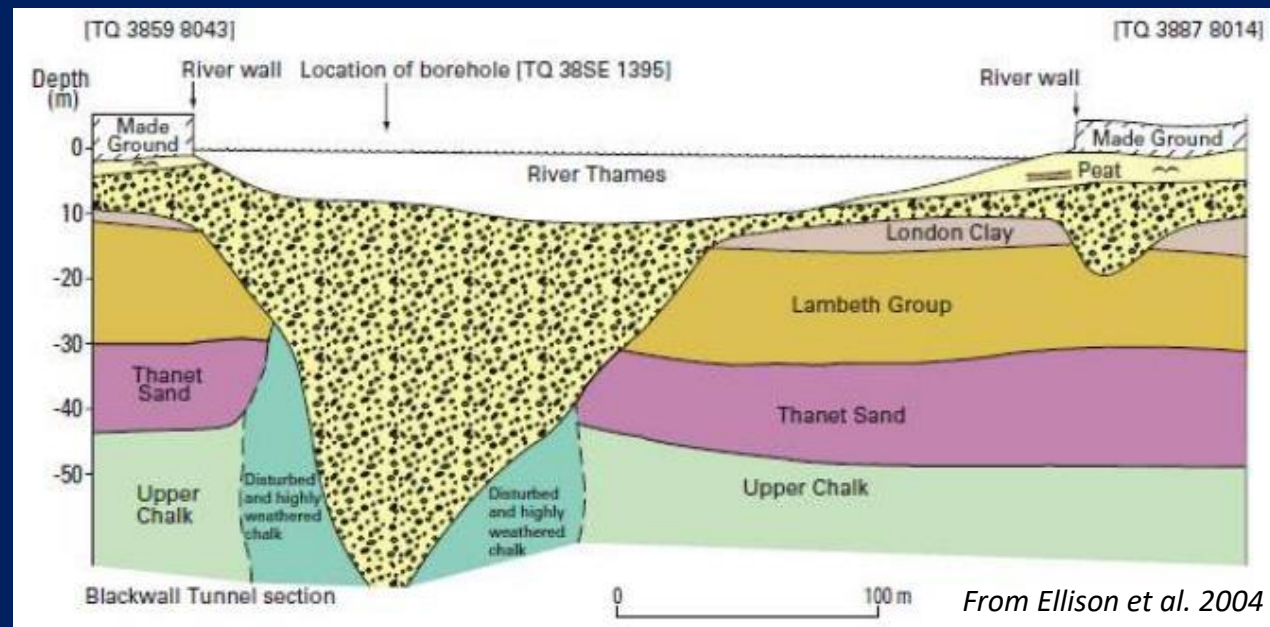 [TQ 3859 8043]
[TQ 3887 8014]
River wall
Location of borehole [TQ 38SE 1395]
River wall
Depth
(m)
Made
Ground
Made Ground
0
River Thames
Peat
10
London Clay
-20
Lambeth Group
-30
Thanet
Sand
-40
Thanet Sand
-50
Upper
Chalk
Disturbed
and highly
weathered
chalk
Disturbed
and highly
weathered
chalk
Upper Chalk
Blackwall Tunnel section
0
100 m
From Ellison et al. 2004